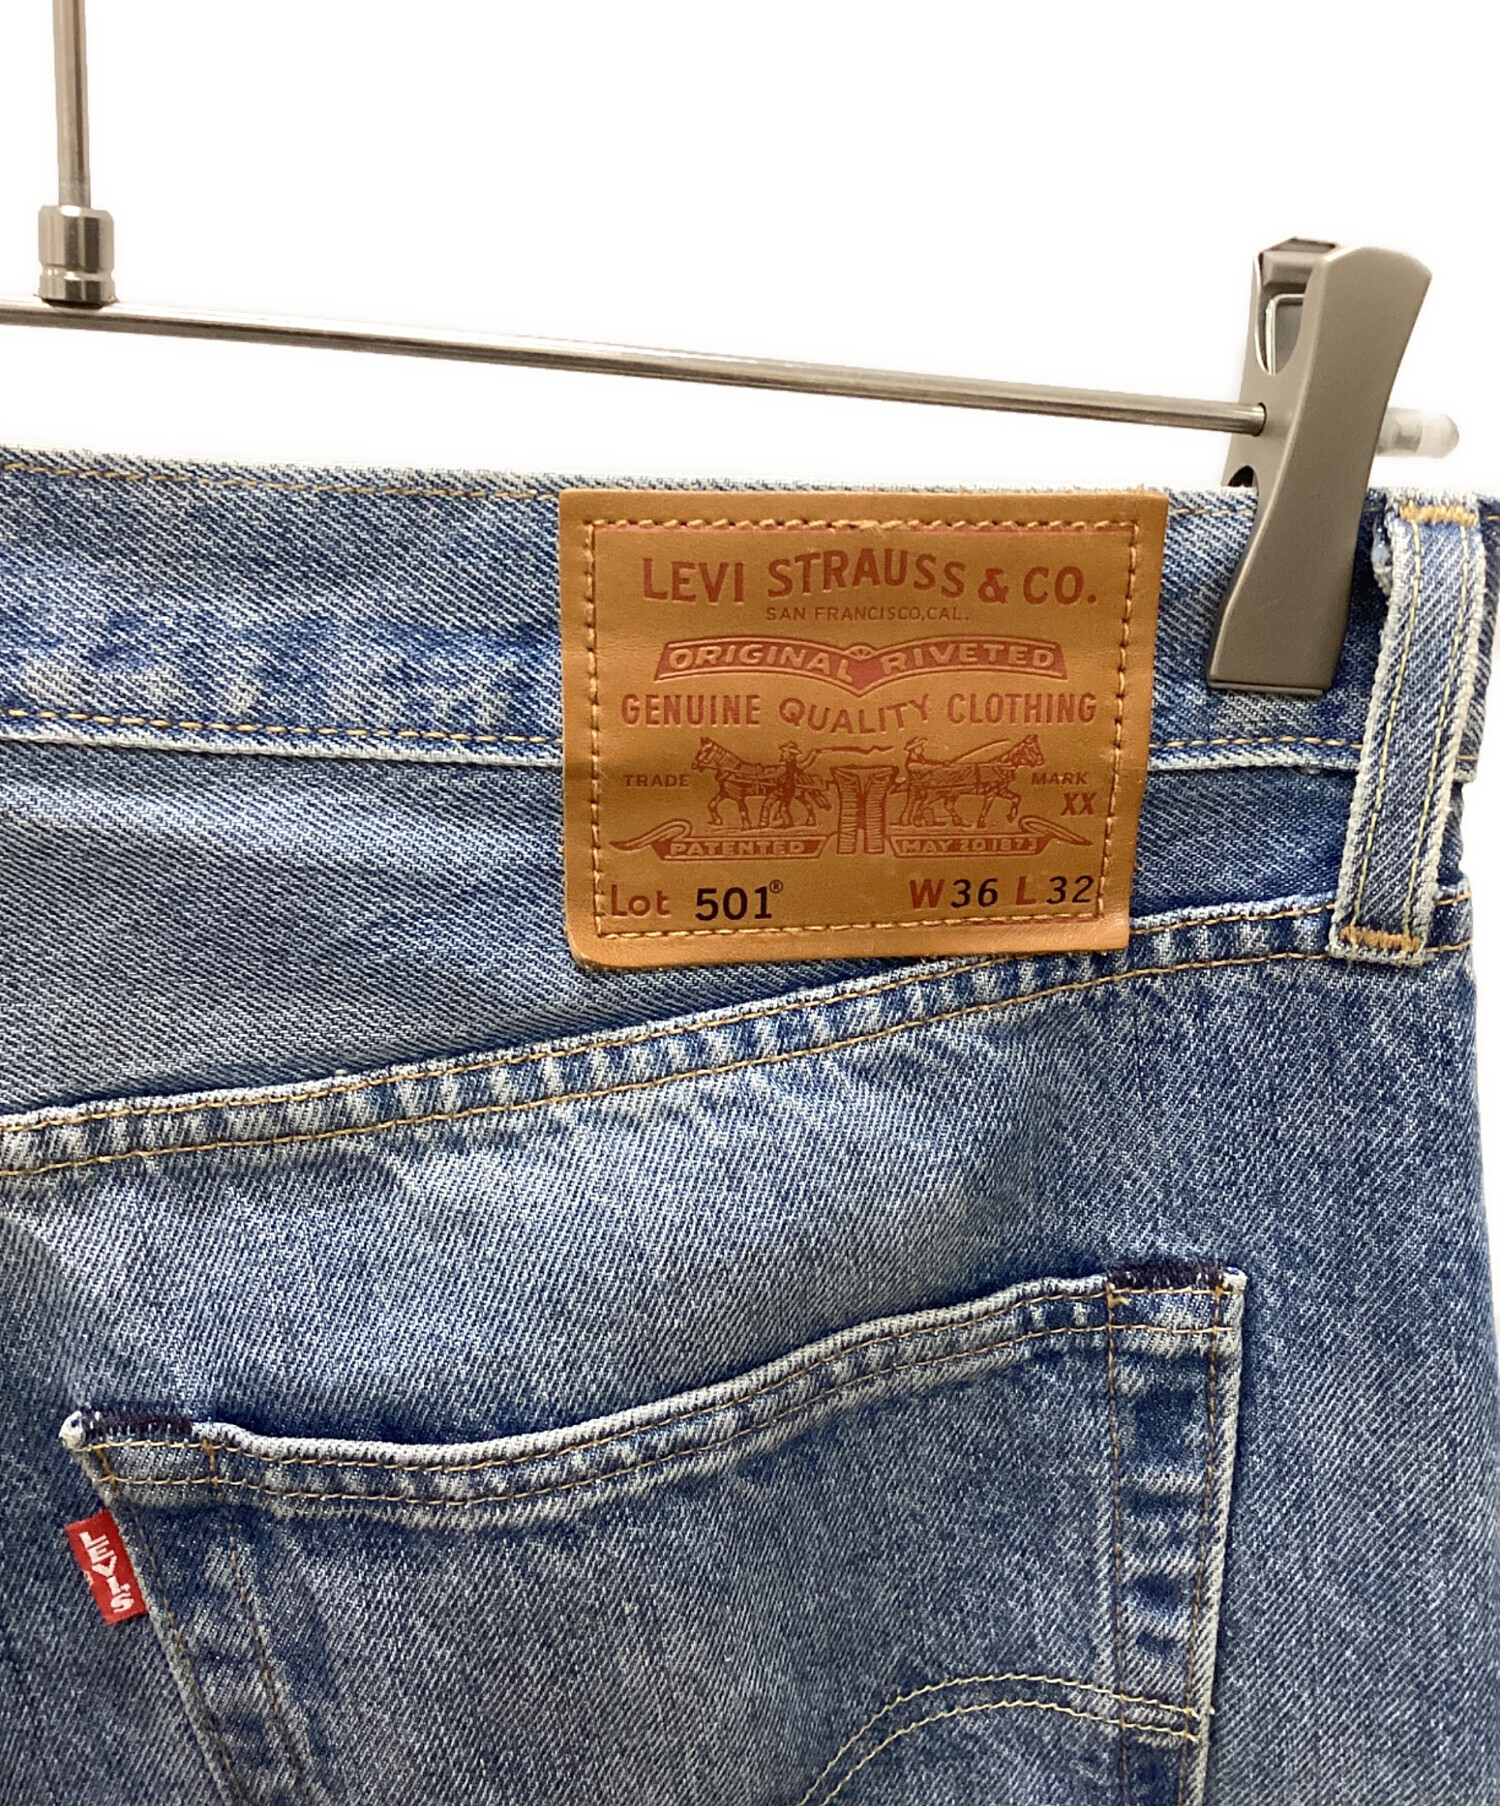 LEVI STRAUSS & CO.
SAN FRANCISCO, CAL.
ORIGINAL RIVETED
GENUINE QUALITY CLOTHING
TRADE MARK
XX
PATENTED MAY 20 1873
Lot 501® W36 L32
LEVI'S